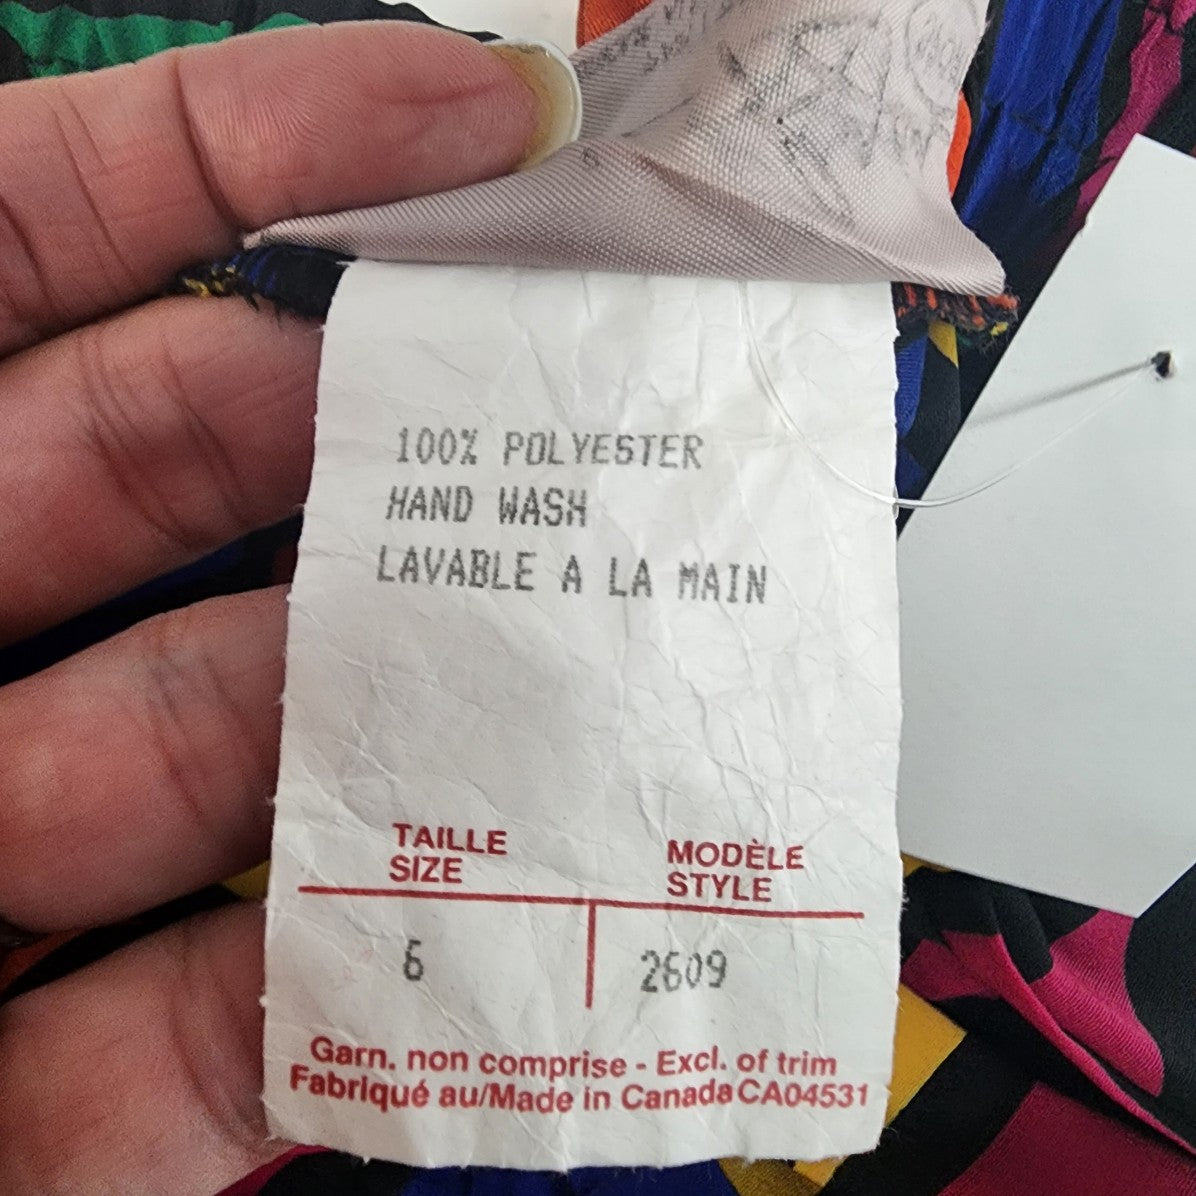 100% POLYESTER
HAND WASH
LAVABLE A LA MAIN
TAILLE
SIZE
MODÈLE
STYLE
6
2609
Garn. non comprise - Excl. of trim
Fabriqué au/Made in Canada CA04531